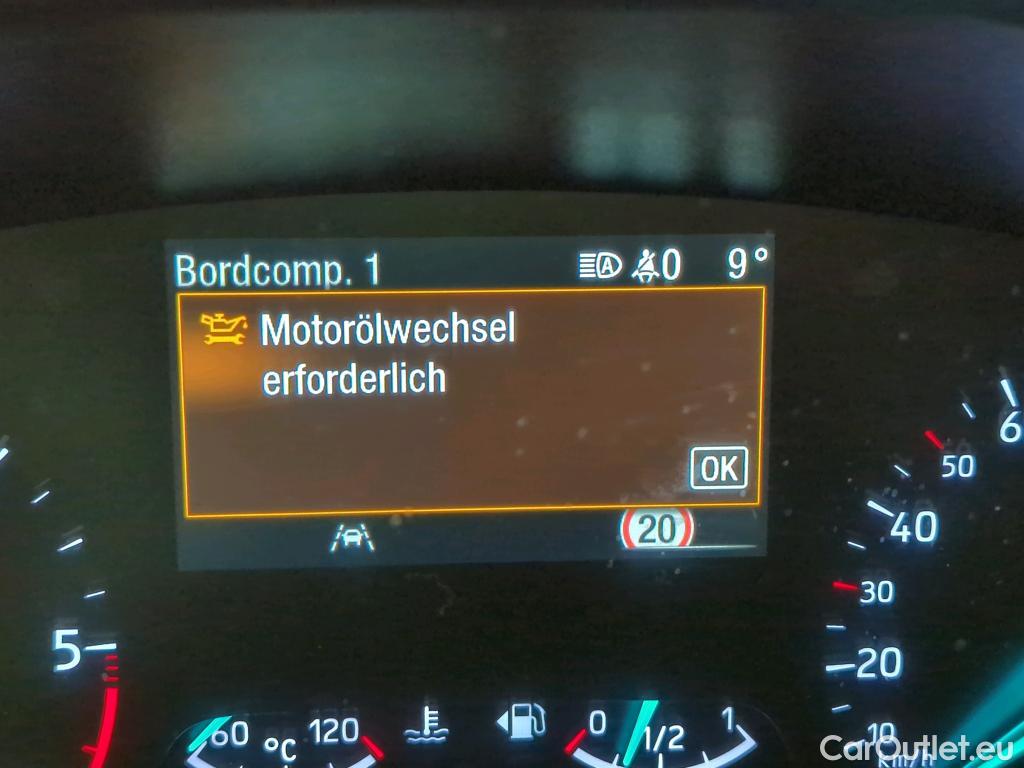 Bordcomp. 1
A 0 9°
Motorölwechsel
erforderlich
OK
20
6
50
40
30
20
10
km/h
5
60 °C 120
0 1/2 1
CarOutlet.eu